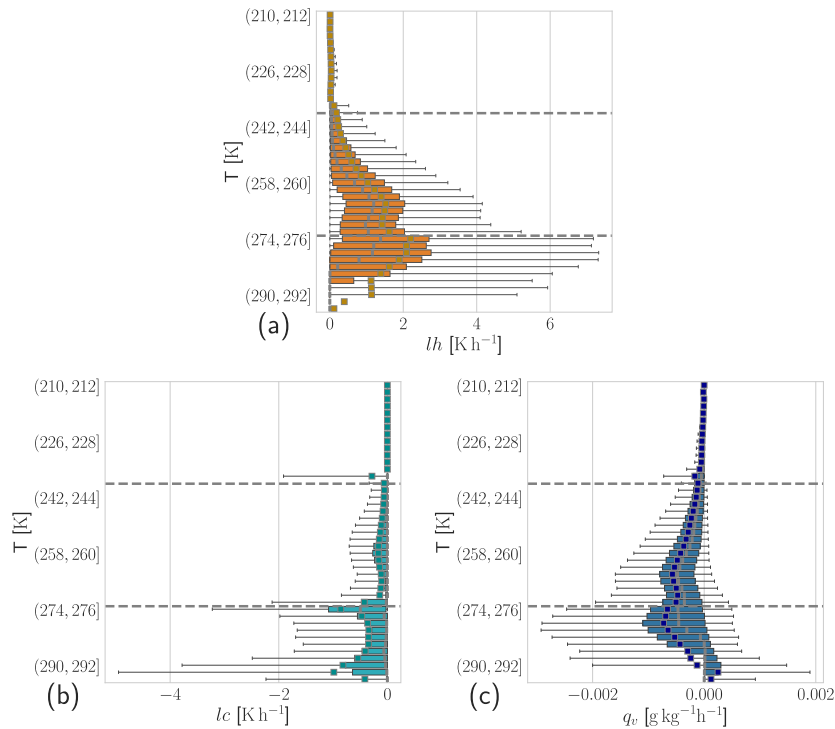 (210, 212]
(226, 228]
(242, 244]
(258, 260]
(274, 276]
(290, 292]
T [K]
0 2 4 6
(a)
lh [K h⁻¹]
(210, 212]
(226, 228]
(242, 244]
(258, 260]
(274, 276]
(290, 292]
T [K]
−4 −2 0
(b)
lc [K h⁻¹]
(210, 212]
(226, 228]
(242, 244]
(258, 260]
(274, 276]
(290, 292]
T [K]
−0.002 0.000 0.002
(c)
qᵥ [g kg⁻¹h⁻¹]